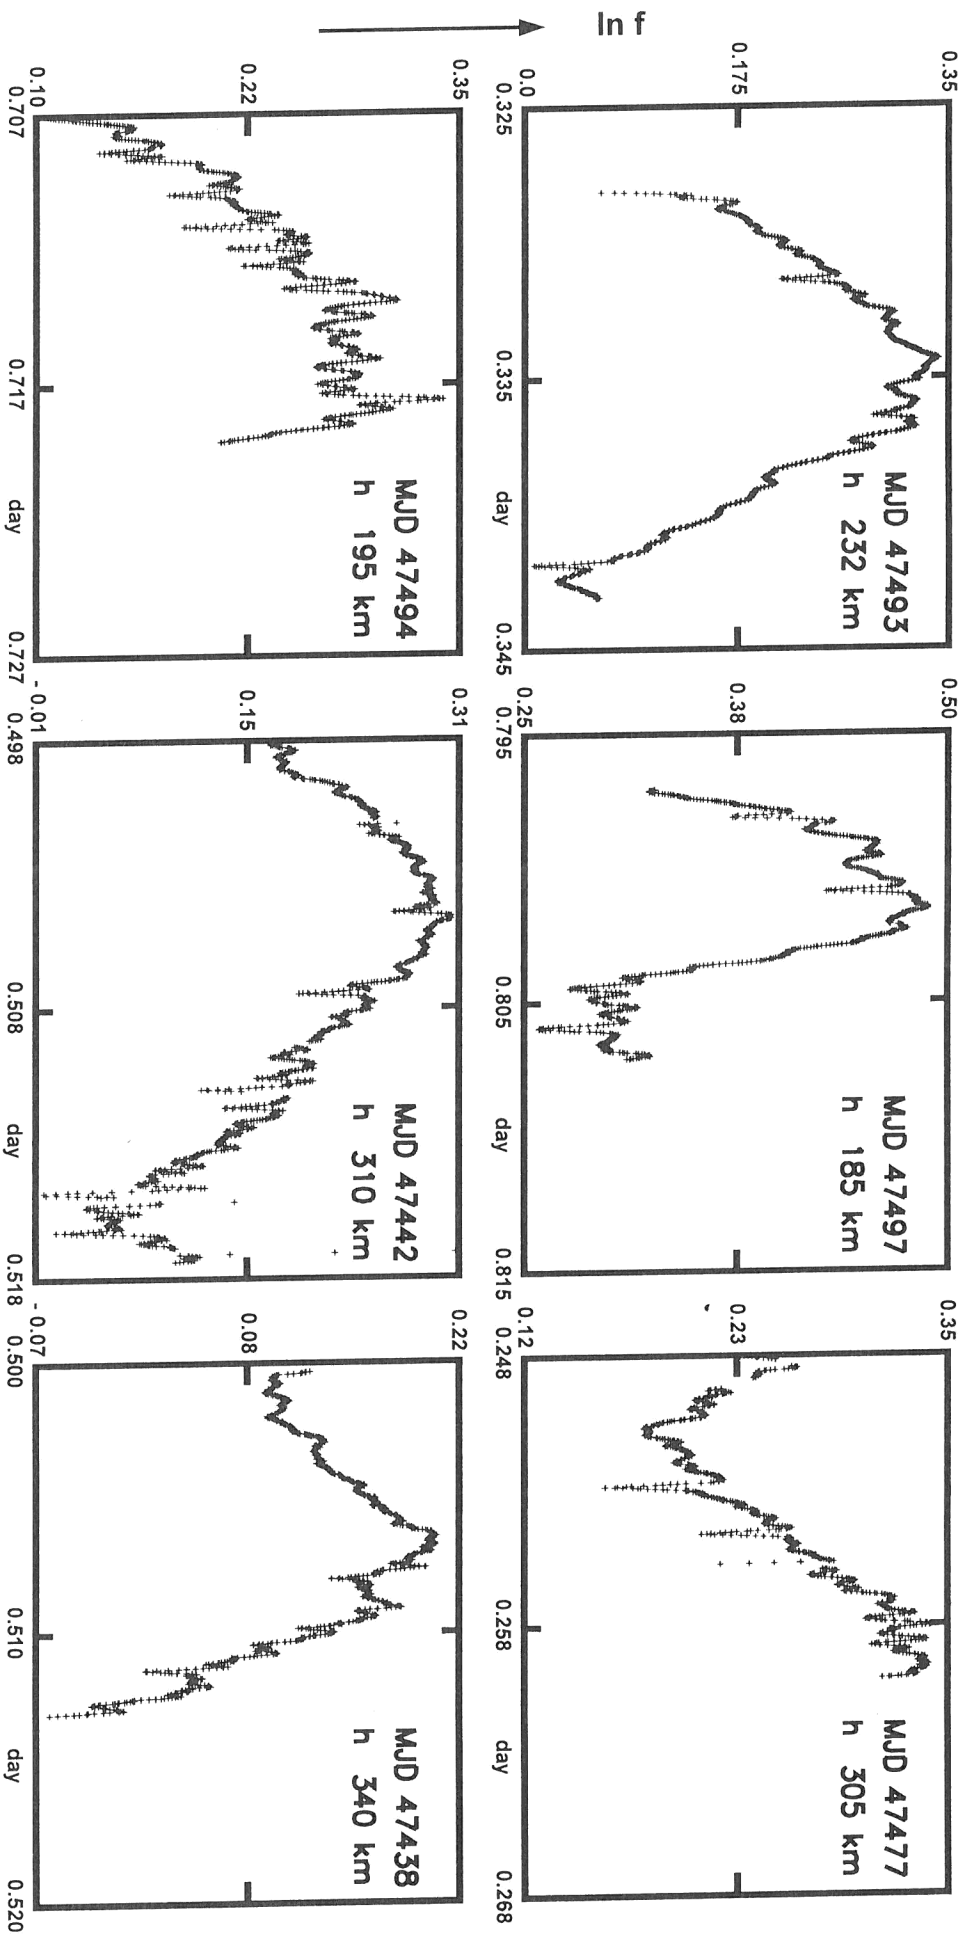 ln f
0.35
0.175
0.0
MJD 47493
h 232 km
0.325 0.335 day 0.345
0.50
0.38
0.25
MJD 47497
h 185 km
0.795 0.805 day 0.815
0.35
0.23
0.12
MJD 47477
h 305 km
0.248 0.258 day 0.268
0.35
0.22
0.10
MJD 47494
h 195 km
0.707 0.717 day 0.727
0.31
0.15
-0.01
MJD 47442
h 310 km
0.498 0.508 day 0.518
0.22
0.08
-0.07
MJD 47438
h 340 km
0.500 0.510 day 0.520